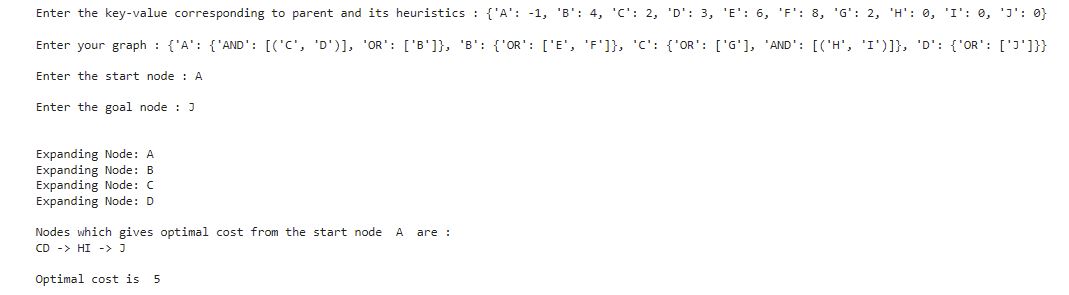 Enter the key-value corresponding to parent and its heuristics : {'A': -1, 'B': 4, 'C': 2, 'D': 3, 'E': 6, 'F': 8, 'G': 2, 'H': 0, 'I': 0, 'J': 0}
Enter your graph : {'A': {'AND': [('C', 'D')], 'OR': ['B']}, 'B': {'OR': ['E', 'F']}, 'C': {'OR': ['G'], 'AND': [('H', 'I')]}, 'D': {'OR': ['J']}}
Enter the start node : A
Enter the goal node : J
Expanding Node: A
Expanding Node: B
Expanding Node: C
Expanding Node: D
Nodes which gives optimal cost from the start node  A  are :
CD -> HI -> J
Optimal cost is  5